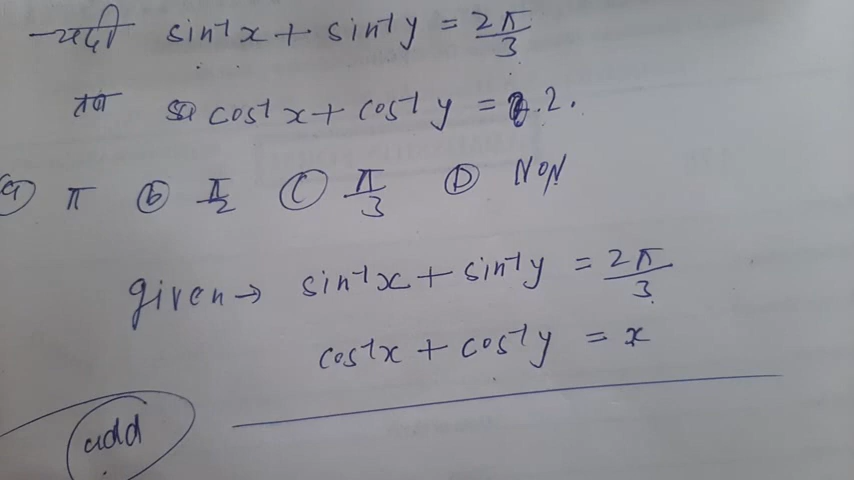 यदी sin⁻¹x + sin⁻¹y = 2π/3
तब cos⁻¹x + cos⁻¹y = .2.
(a) π (b) π/2 (C) π/3 (D) NON
given→ sin⁻¹x + sin⁻¹y = 2π/3
cos⁻¹x + cos⁻¹y = x
add